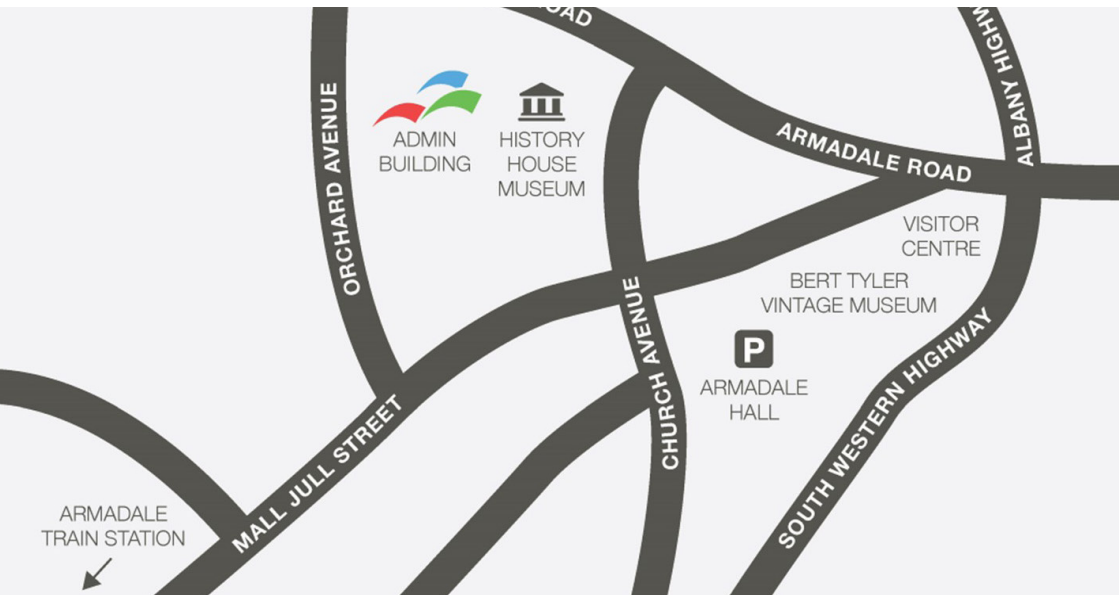 OAD
ORCHARD AVENUE
ADMIN
BUILDING
HISTORY
HOUSE
MUSEUM
ARMADALE ROAD
ALBANY HIGHW
VISITOR
CENTRE
BERT TYLER
VINTAGE MUSEUM
P
ARMADALE
HALL
CHURCH AVENUE
SOUTH WESTERN HIGHWAY
MALL JULL STREET
ARMADALE
TRAIN STATION